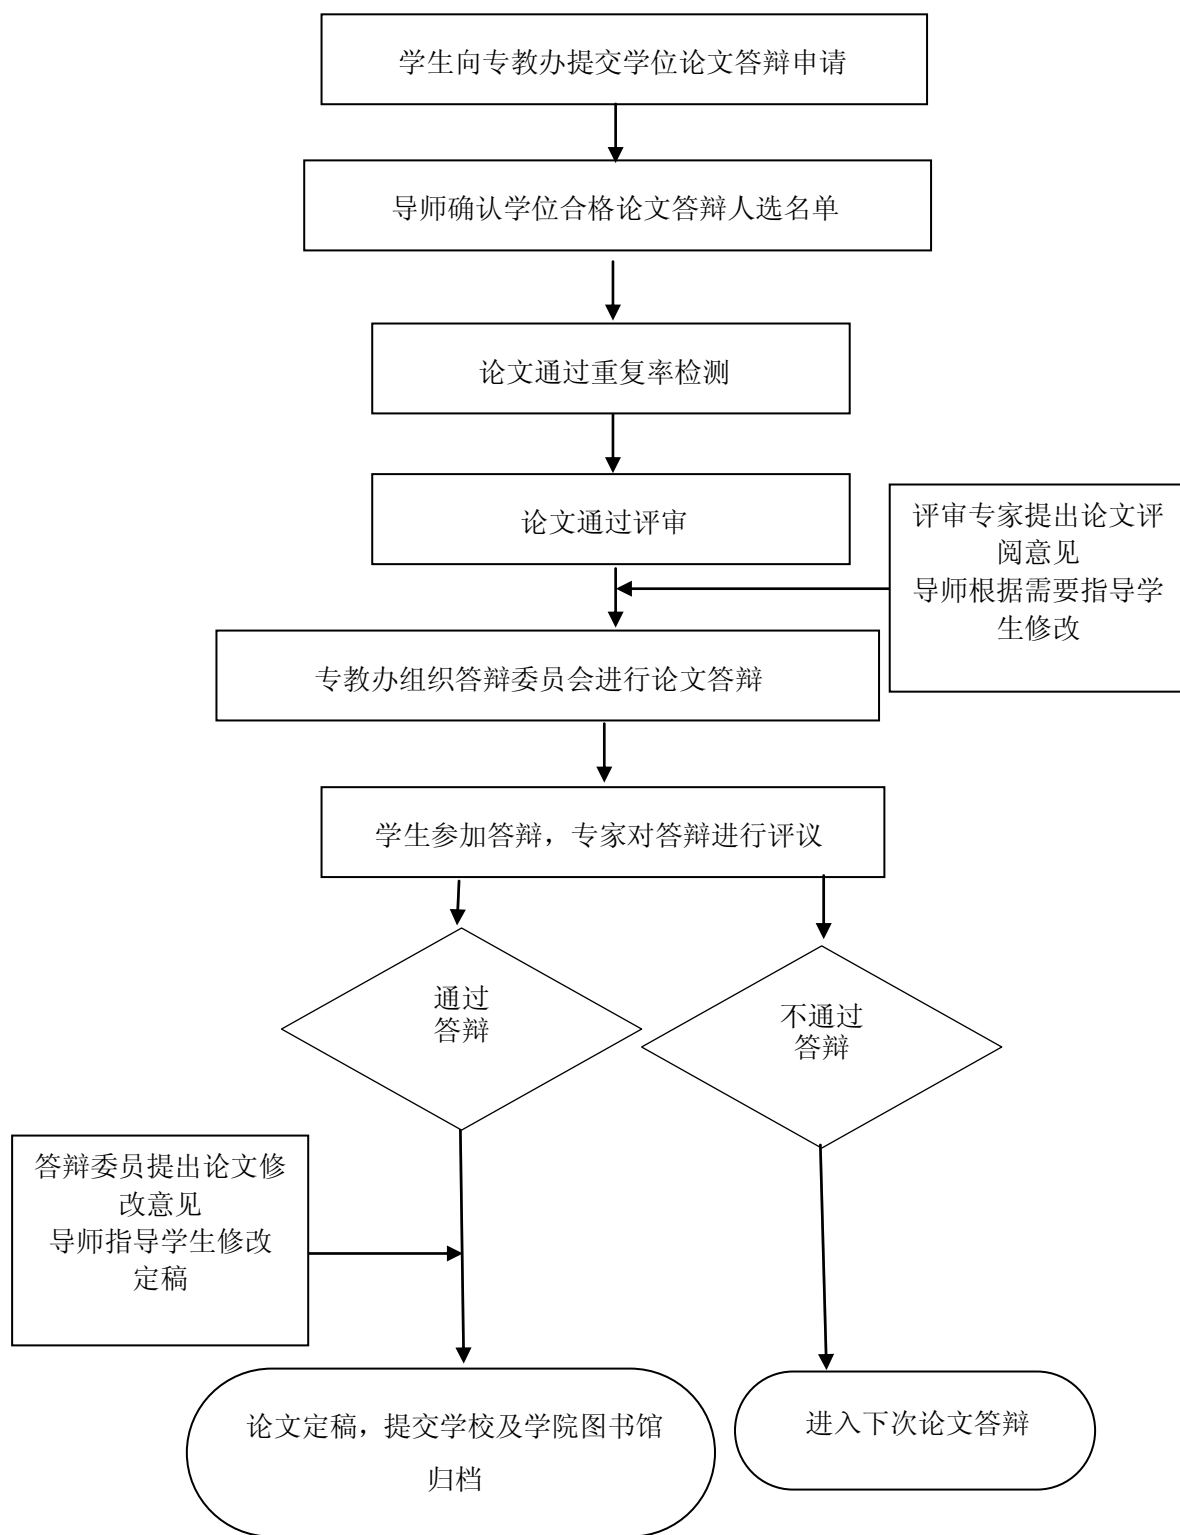 学生向专教办提交学位论文答辩申请
导师确认学位合格论文答辩人选名单
论文通过重复率检测
论文通过评审
评审专家提出论文评
阅意见
导师根据需要指导学
生修改
专教办组织答辩委员会进行论文答辩
学生参加答辩，专家对答辩进行评议
通过
答辩
不通过
答辩
答辩委员提出论文修
改意见
导师指导学生修改
定稿
论文定稿，提交学校及学院图书馆
归档
进入下次论文答辩